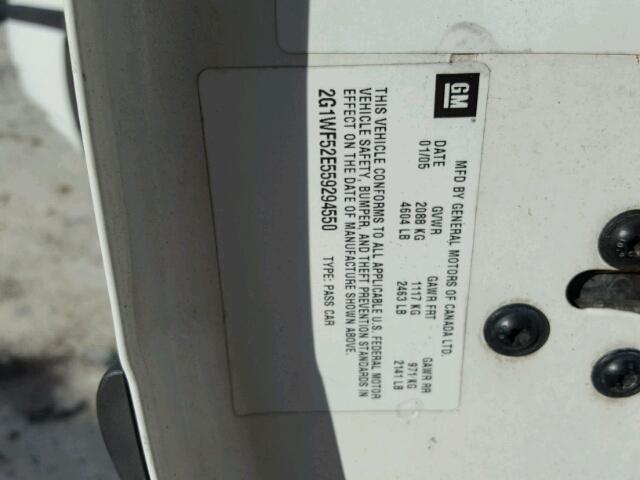 GM®
MFD BY GENERAL MOTORS OF CANADA LTD.
DATE GVWR GAWR FRT GAWR RR
01/05 2088 KG 1117 KG 971 KG
4604 LB 2463 LB 2141 LB
THIS VEHICLE CONFORMS TO ALL APPLICABLE U.S. FEDERAL MOTOR
VEHICLE SAFETY, BUMPER, AND THEFT PREVENTION STANDARDS IN
EFFECT ON THE DATE OF MANUFACTURE SHOWN ABOVE.
2G1WF52E559294550 TYPE: PASS CAR